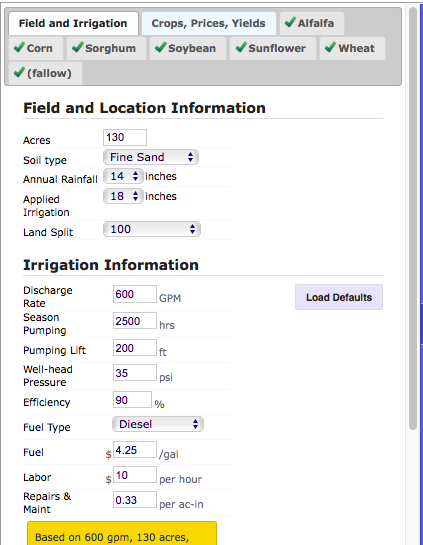 Field and Irrigation Crops, Prices, Yields Alfalfa
Corn Sorghum Soybean Sunflower Wheat
(fallow)
Field and Location Information
Acres 130
Soil type Fine Sand
Annual Rainfall 14 inches
Applied Irrigation 18 inches
Land Split 100
Irrigation Information
Discharge Rate 600 GPM
Load Defaults
Season Pumping 2500 hrs
Pumping Lift 200 ft
Well-head Pressure 35 psi
Efficiency 90 %
Fuel Type Diesel
Fuel $ 4.25 /gal
Labor $ 10 per hour
Repairs & Maint 0.33 per ac-in
Based on 600 gpm, 130 acres,